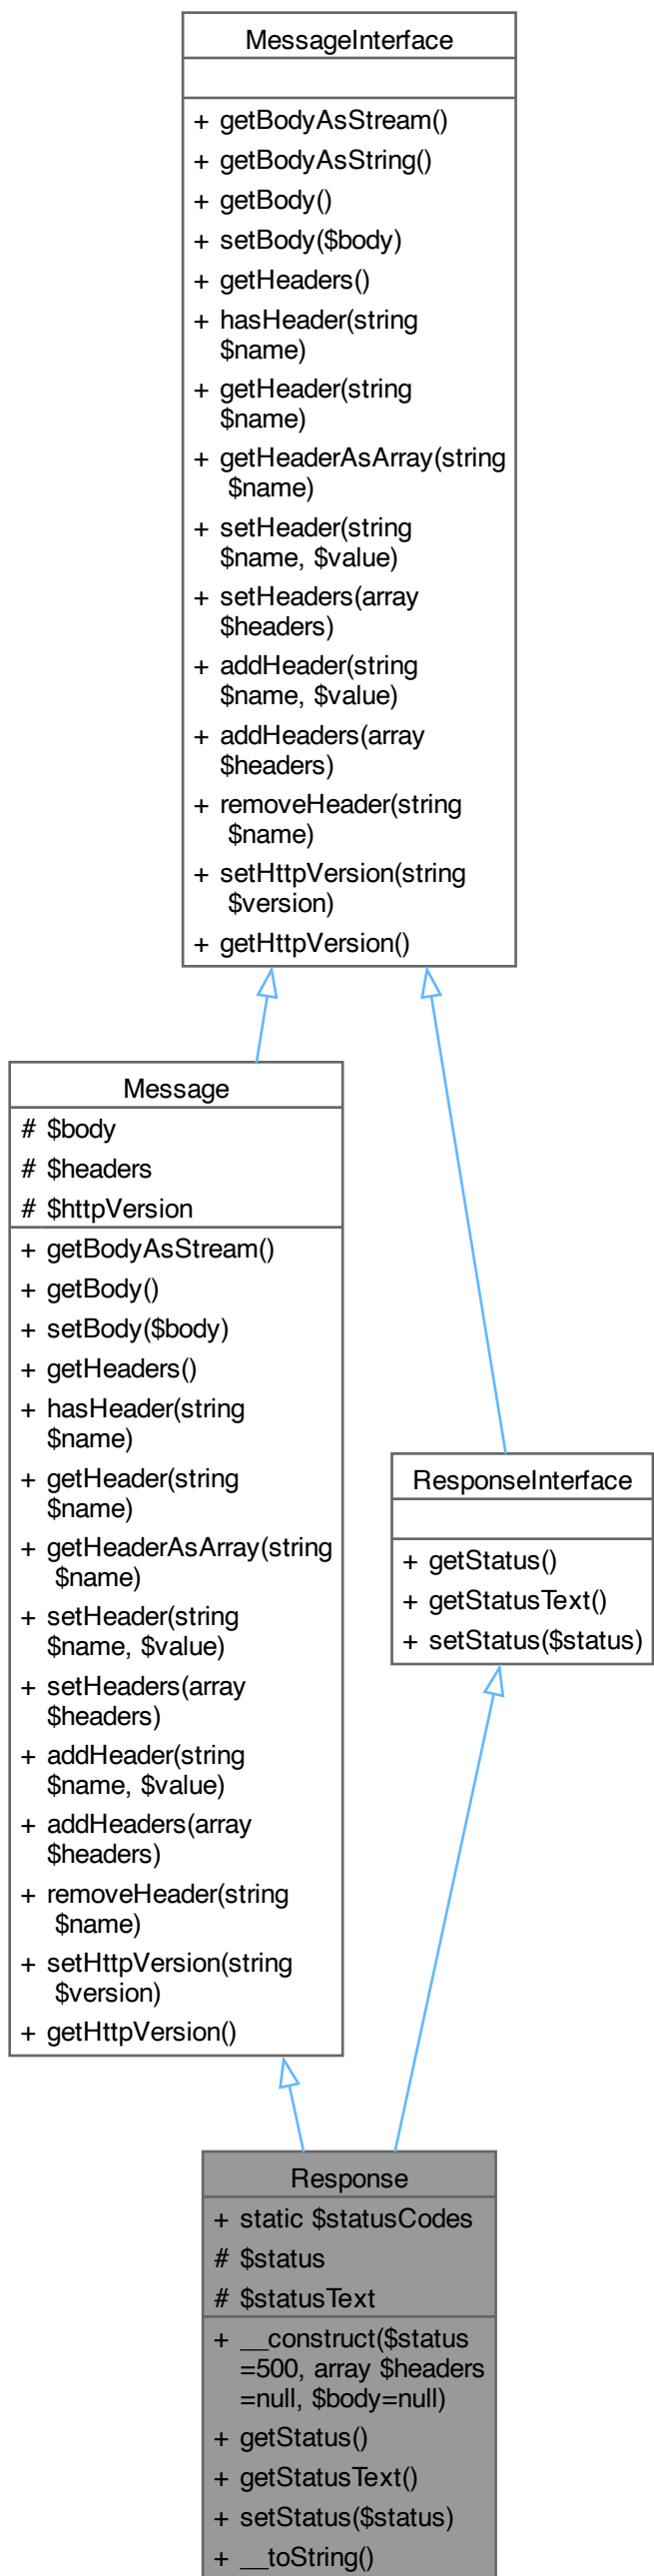 MessageInterface
+ getBodyAsStream()
+ getBodyAsString()
+ getBody()
+ setBody($body)
+ getHeaders()
+ hasHeader(string
$name)
+ getHeader(string
$name)
+ getHeaderAsArray(string
$name)
+ setHeader(string
$name, $value)
+ setHeaders(array
$headers)
+ addHeader(string
$name, $value)
+ addHeaders(array
$headers)
+ removeHeader(string
$name)
+ setHttpVersion(string
$version)
+ getHttpVersion()
Message
# $body
# $headers
# $httpVersion
+ getBodyAsStream()
+ getBody()
+ setBody($body)
+ getHeaders()
+ hasHeader(string
$name)
+ getHeader(string
$name)
+ getHeaderAsArray(string
$name)
+ setHeader(string
$name, $value)
+ setHeaders(array
$headers)
+ addHeader(string
$name, $value)
+ addHeaders(array
$headers)
+ removeHeader(string
$name)
+ setHttpVersion(string
$version)
+ getHttpVersion()
ResponseInterface
+ getStatus()
+ getStatusText()
+ setStatus($status)
Response
+ static $statusCodes
# $status
# $statusText
+ __construct($status
=500, array $headers
=null, $body=null)
+ getStatus()
+ getStatusText()
+ setStatus($status)
+ __toString()